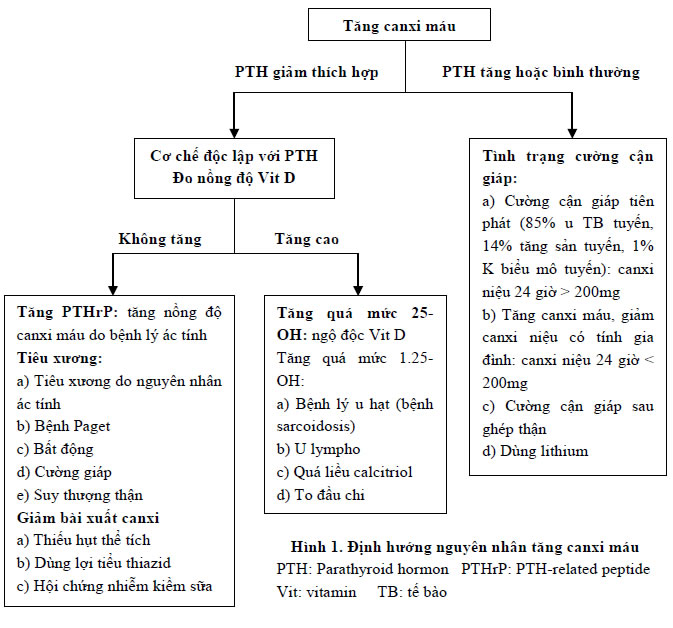 Tăng canxi máu
PTH giảm thích hợp
PTH tăng hoặc bình thường
Cơ chế độc lập với PTH
Đo nồng độ Vit D
Không tăng
Tăng cao
Tăng PTHrP: tăng nồng độ
canxi máu do bệnh lý ác tính
Tiêu xương:
a) Tiêu xương do nguyên nhân
ác tính
b) Bệnh Paget
c) Bất động
d) Cường giáp
e) Suy thượng thận
Giảm bài xuất canxi
a) Thiếu hụt thể tích
b) Dùng lợi tiểu thiazid
c) Hội chứng nhiễm kiềm sữa
Tăng quá mức 25-
OH: ngộ độc Vit D
Tăng quá mức 1.25-
OH:
a) Bệnh lý u hạt (bệnh
sarcoidosis)
b) U lympho
c) Quá liều calcitriol
d) To đầu chi
Tình trạng cường cận
giáp:
a) Cường cận giáp tiên
phát (85% u TB tuyến,
14% tăng sản tuyến, 1%
K biểu mô tuyến): canxi
niệu 24 giờ > 200mg
b) Tăng canxi máu, giảm
canxi niệu có tính gia
đình: canxi niệu 24 giờ <
200mg
c) Cường cận giáp sau
ghép thận
d) Dùng lithium
Hình 1. Định hướng nguyên nhân tăng canxi máu
PTH: Parathyroid hormon PTHrP: PTH-related peptide
Vit: vitamin TB: tế bào